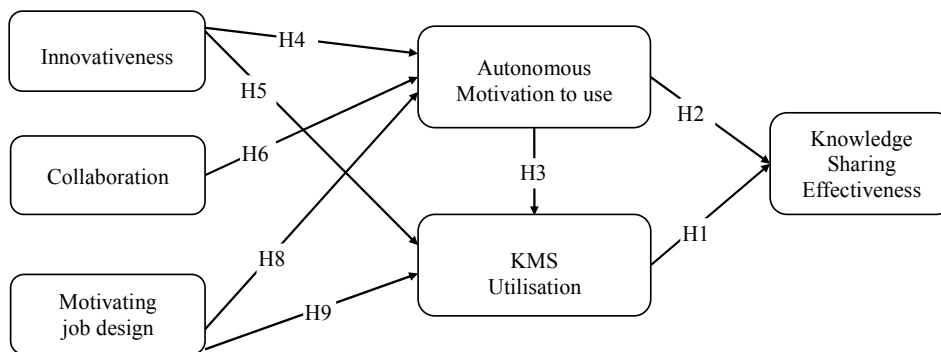 Innovativeness
H4
Autonomous
Motivation to use
H5
H2
Knowledge
Sharing
Effectiveness
Collaboration
H6
H3
H8
KMS
Utilisation
H1
Motivating
job design
H9